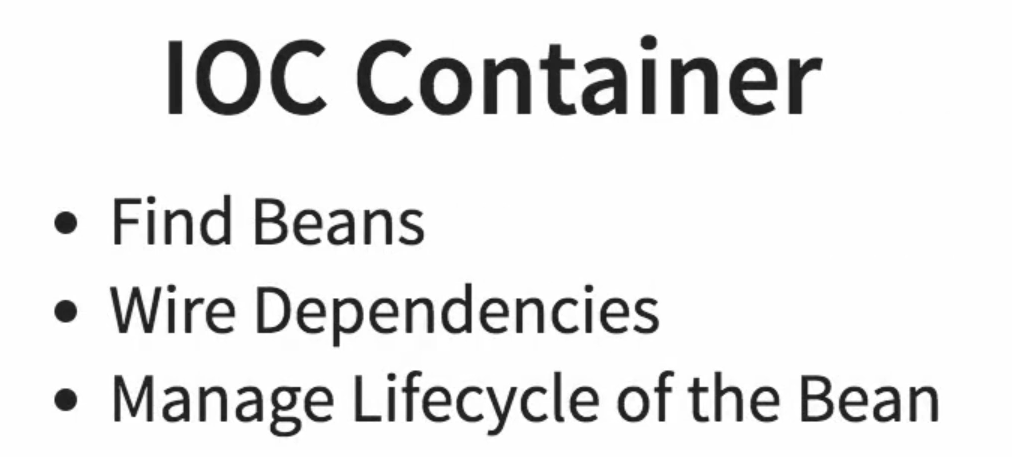 IOC Container
• Find Beans
• Wire Dependencies
• Manage Lifecycle of the Bean